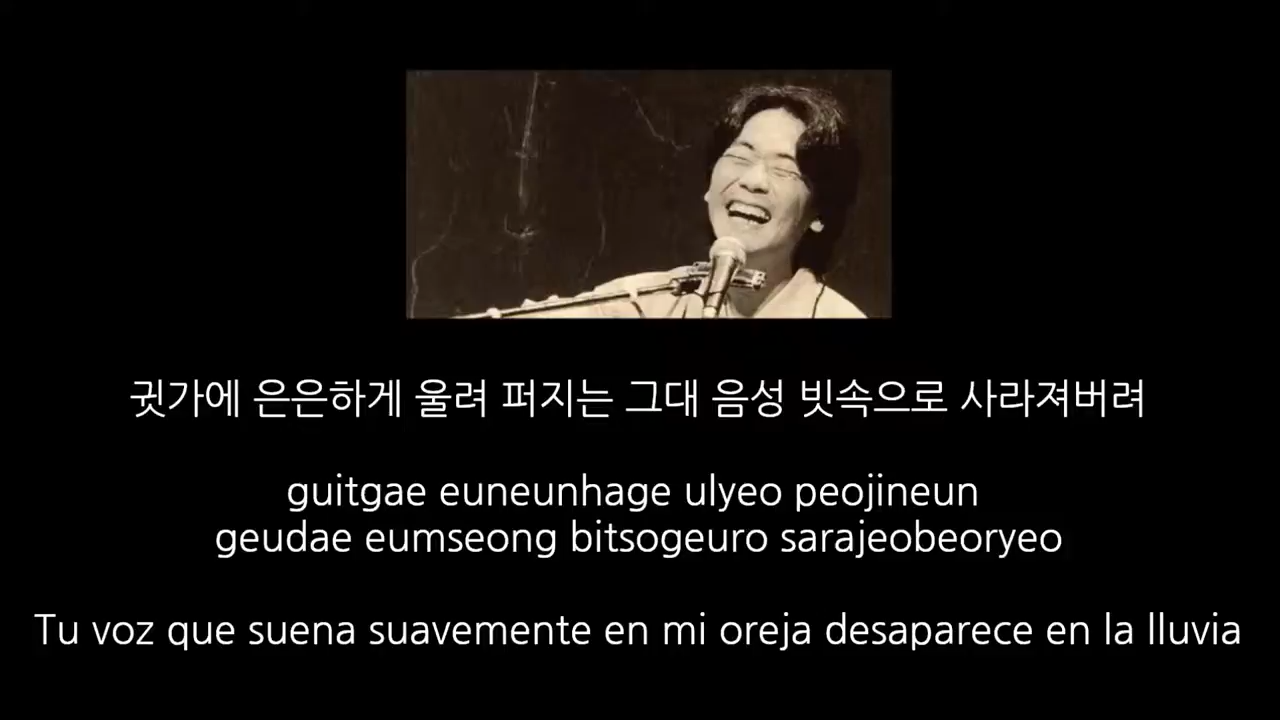 귓가에 은은하게 울려 퍼지는 그대 음성 빗속으로 사라져버려
guitgae euneunhage ulyeo peojineun
geudae eumseong bitsogeuro sarajeobeoryeo
Tu voz que suena suavemente en mi oreja desaparece en la lluvia